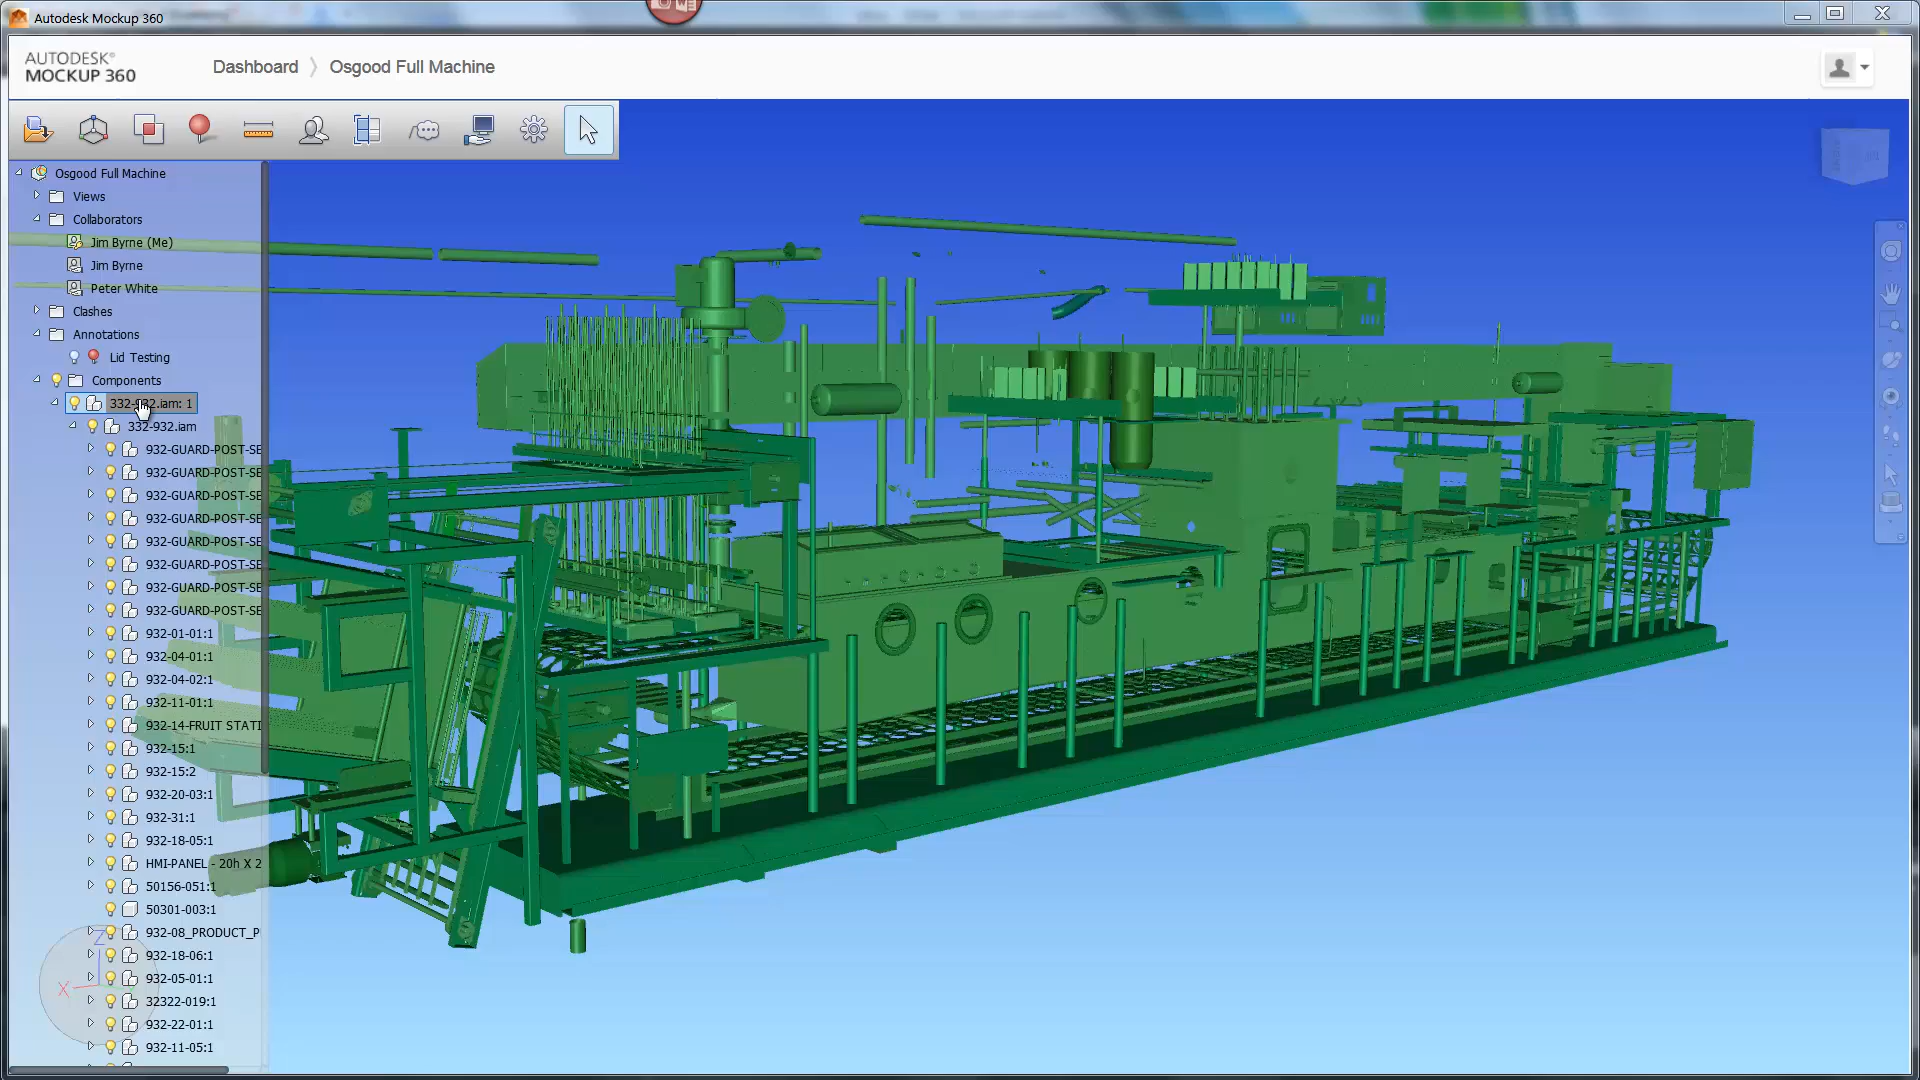 Autodesk Mockup 360
AUTODESK®
MOCKUP 360
Dashboard
Osgood Full Machine
Osgood Full Machine
Views
Collaborators
Jim Byrne (Me)
Jim Byrne
Peter White
Clashes
Annotations
Lid Testing
Components
332-932.iam: 1
332-932.iam
932-GUARD-POST-SE
932-GUARD-POST-SE
932-GUARD-POST-SE
932-GUARD-POST-SE
932-GUARD-POST-SE
932-GUARD-POST-SE
932-GUARD-POST-SE
932-GUARD-POST-SE
932-01-01:1
932-04-01:1
932-04-02:1
932-11-01:1
932-14-FRUIT STATI
932-15:1
932-15:2
932-20-03:1
932-31:1
932-18-05:1
HMI-PANEL - 20h X 2
50156-051:1
50301-003:1
932-08_PRODUCT_P
932-18-06:1
932-05-01:1
32322-019:1
932-22-01:1
932-11-05:1
Z
X